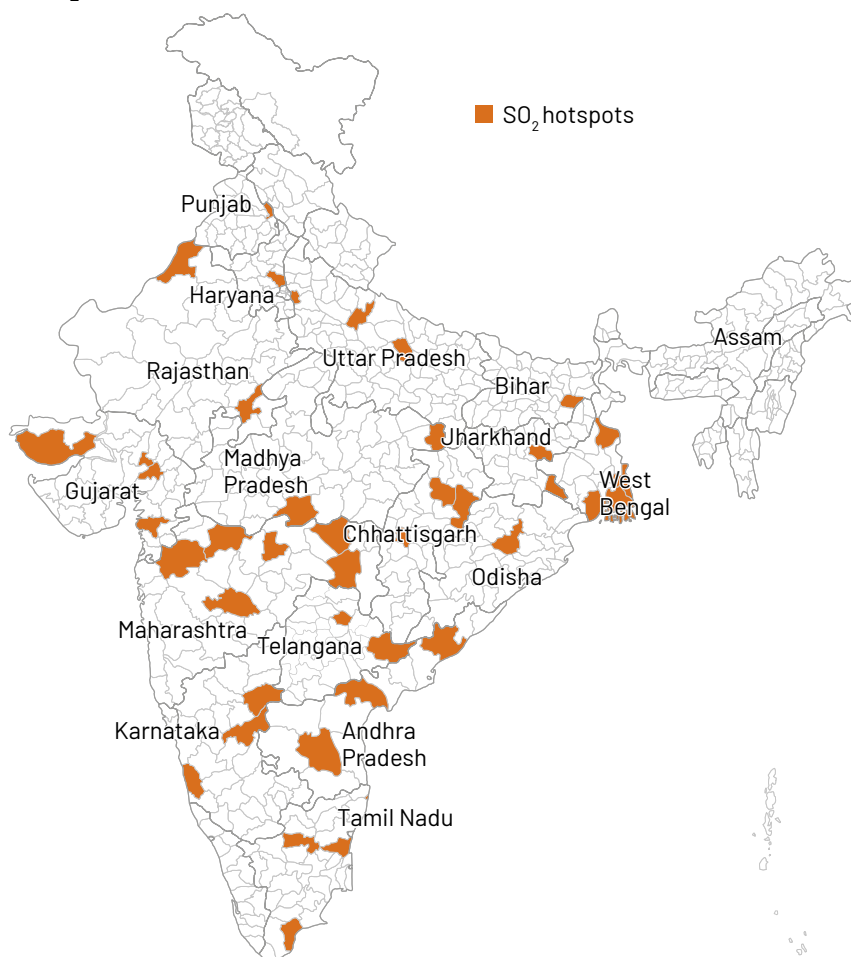 SO₂ hotspots
Punjab
Haryana
Assam
Uttar Pradesh
Rajasthan
Bihar
Jharkhand
Madhya
Pradesh
Gujarat
West
Bengal
Chhattisgarh
Odisha
Maharashtra
Telangana
Karnataka
Andhra
Pradesh
Tamil Nadu